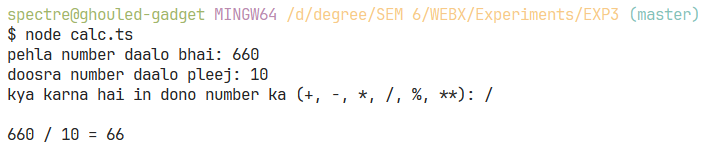 spectre@ghouled-gadget MINGW64 /d/degree/SEM 6/WEBX/Experiments/EXP3 (master)
$ node calc.ts
pehla number daalo bhai: 660
doosra number daalo pleej: 10
kya karna hai in dono number ka (+, -, *, /, %, **): /
660 / 10 = 66